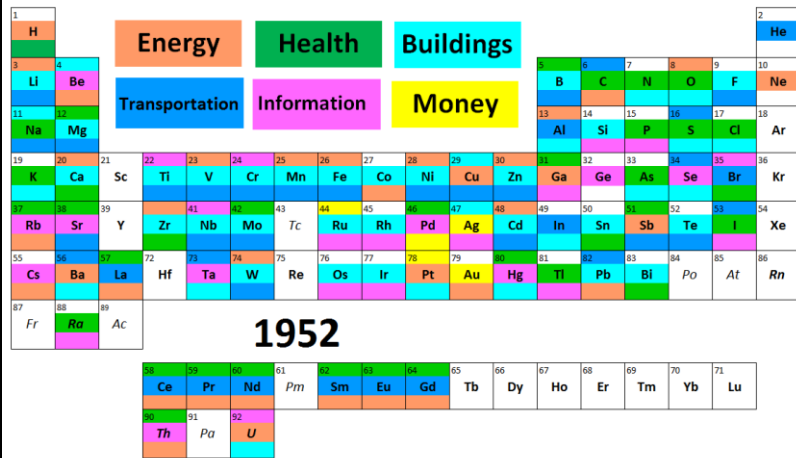 1 2
H He
Energy Health Buildings
3 4 5 6 7 8 9 10
Li Be B C N O F Ne
Transportation Information Money
11 12 13 14 15 16 17 18
Na Mg Al Si P S Cl Ar
19 20 21 22 23 24 25 26 27 28 29 30 31 32 33 34 35 36
K Ca Sc Ti V Cr Mn Fe Co Ni Cu Zn Ga Ge As Se Br Kr
37 38 39 41 42 43 44 45 46 47 48 49 50 51 52 53 54
Rb Sr Y Zr Nb Mo Tc Ru Rh Pd Ag Cd In Sn Sb Te I Xe
55 56 57 72 73 74 75 76 77 78 79 80 81 82 83 84 85 86
Cs Ba La Hf Ta W Re Os Ir Pt Au Hg Tl Pb Bi Po At Rn
87 88 89
Fr Ra Ac
1952
58 59 60 61 62 63 64 65 66 67 68 69 70 71
Ce Pr Nd Pm Sm Eu Gd Tb Dy Ho Er Tm Yb Lu
90 91 92
Th Pa U